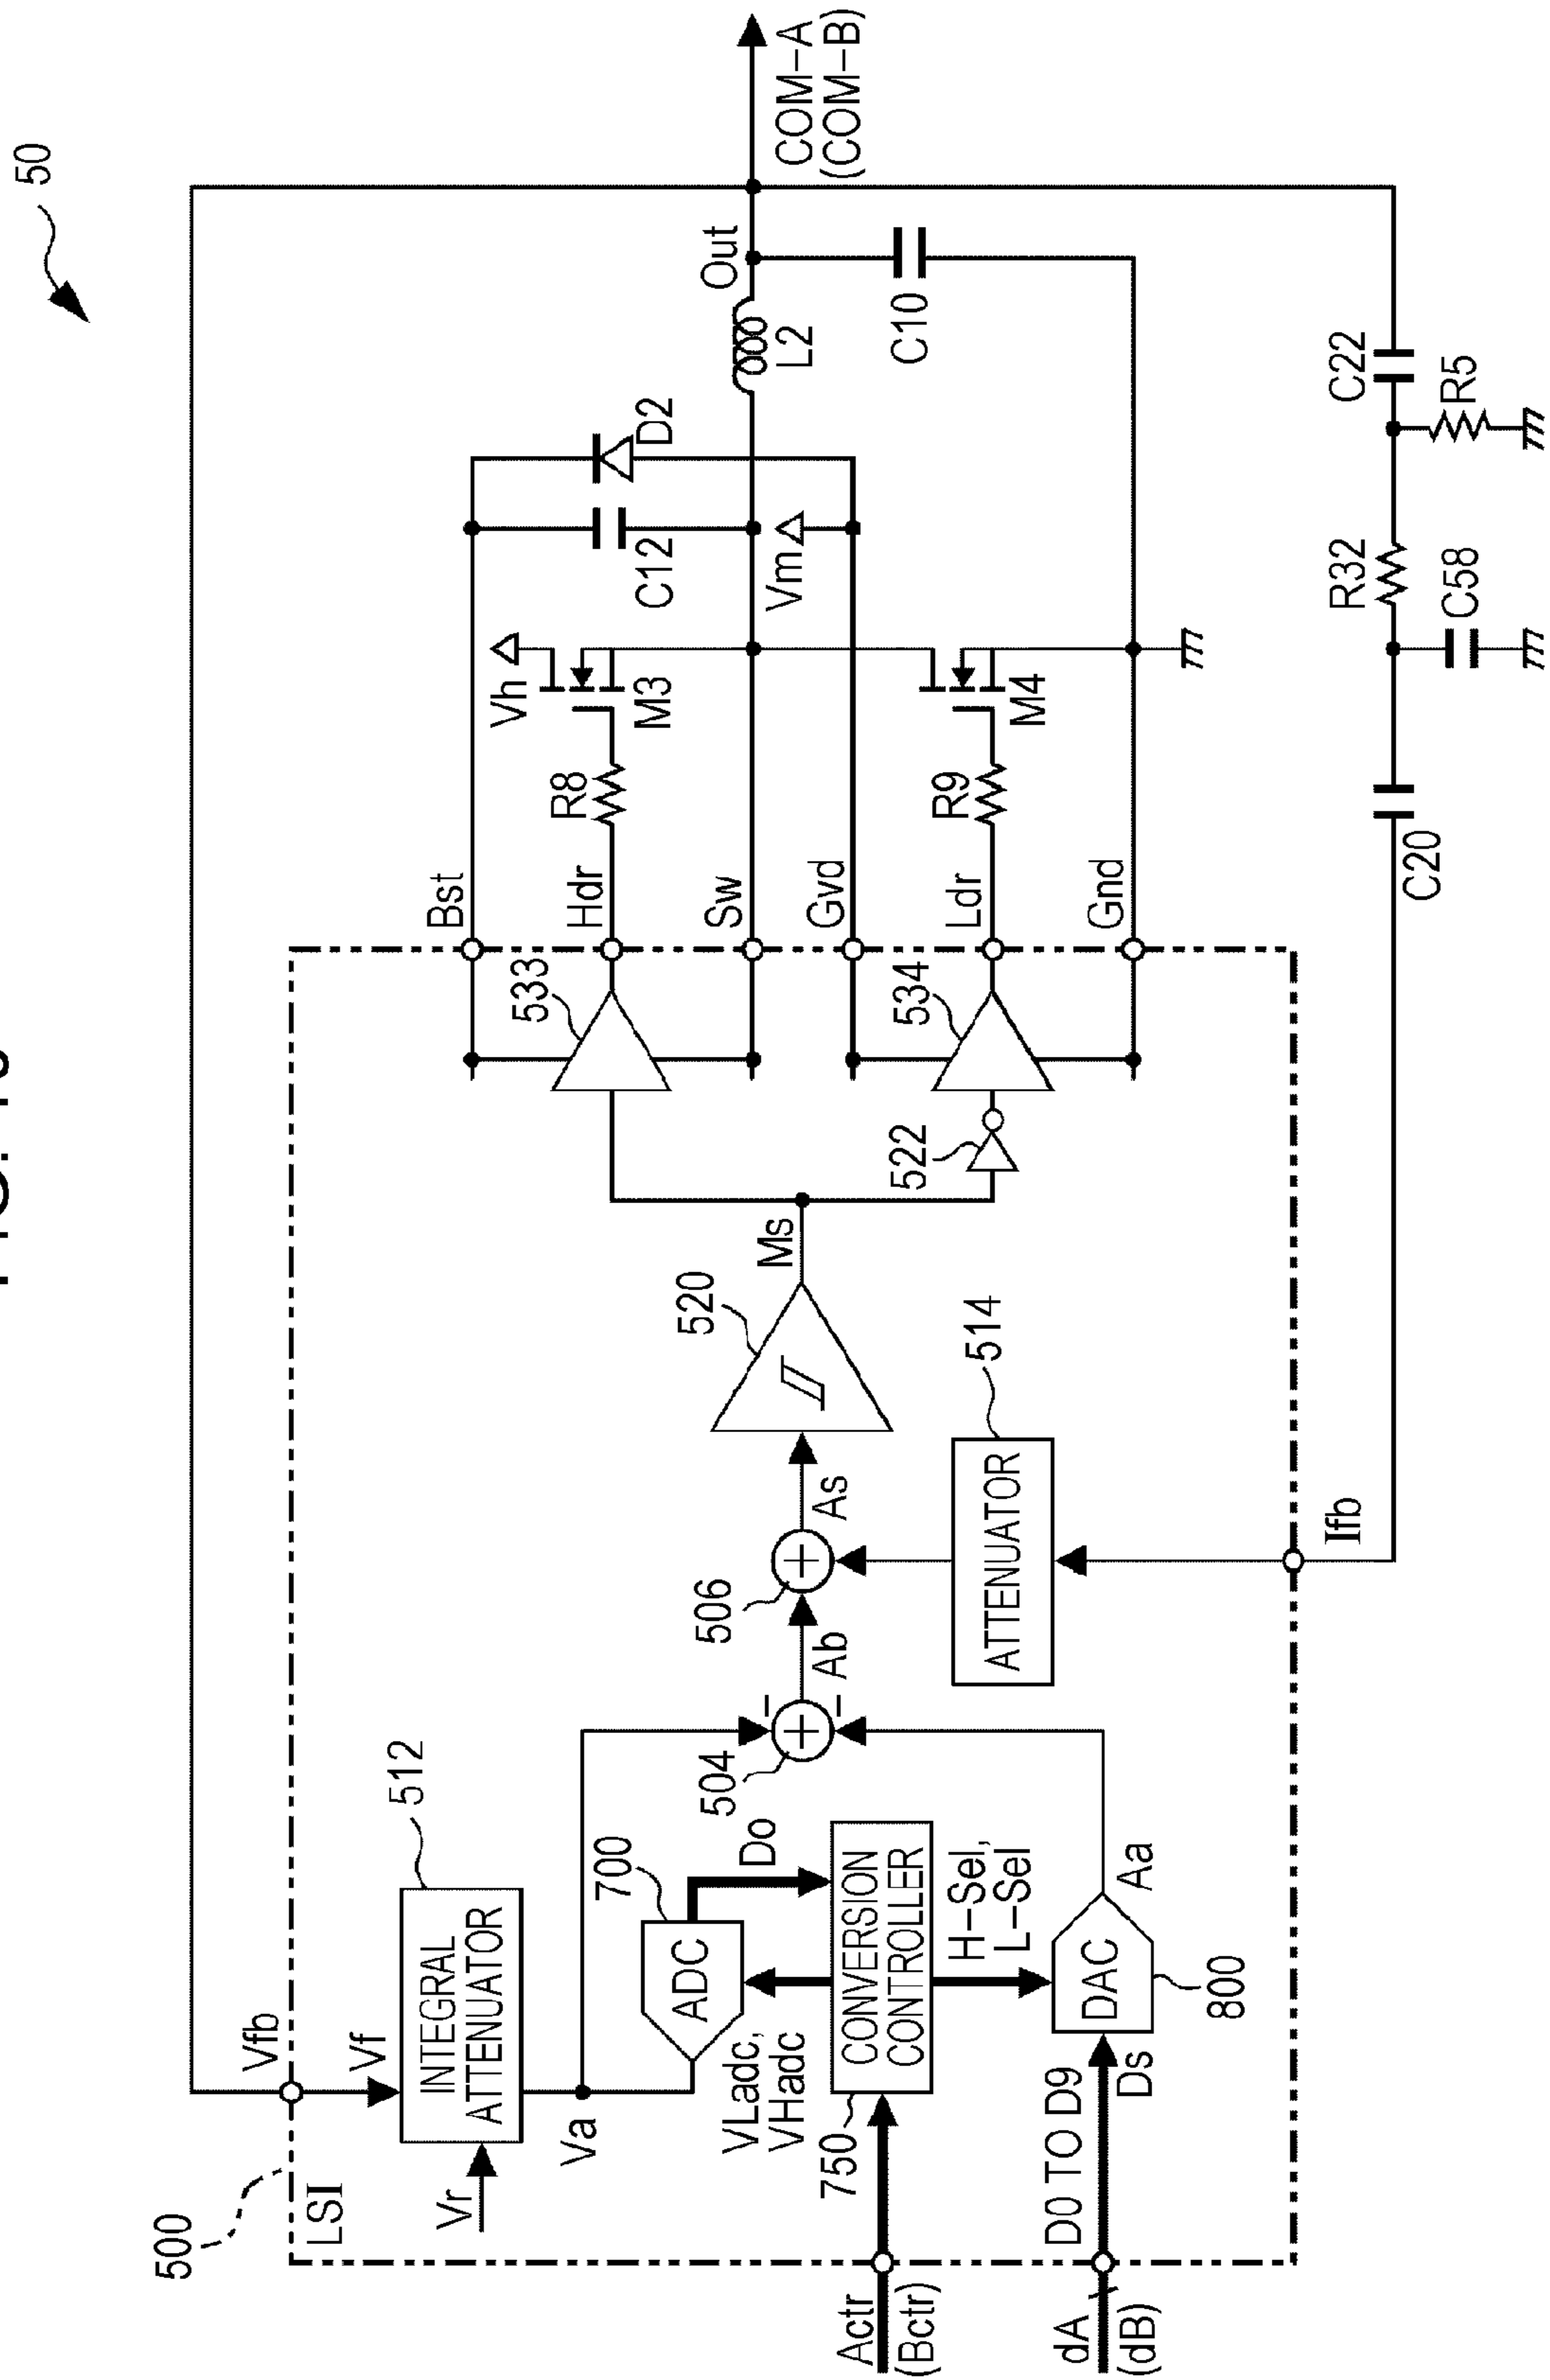 50
500
LSI
Vfb
Vf
512
INTEGRAL
ATTENUATOR
Vr
Va
700
ADC
Do
VLadc,
VHadc
750
CONVERSION
CONTROLLER
H–Sel,
L–Sel
Actr
(Bctr)
dA
(dB)
D0 TO D9
Ds
DAC
800
Aa
504
Ab
506
As
514
ATTENUATOR
Ifb
520
Ms
522
533
534
Bst
Hdr
Sw
Gvd
Ldr
Gnd
R8
R9
Vh
M3
M4
Vm
C12
D2
L2
Out
C10
COM–A
(COM–B)
C20
R32
C58
C22
R5